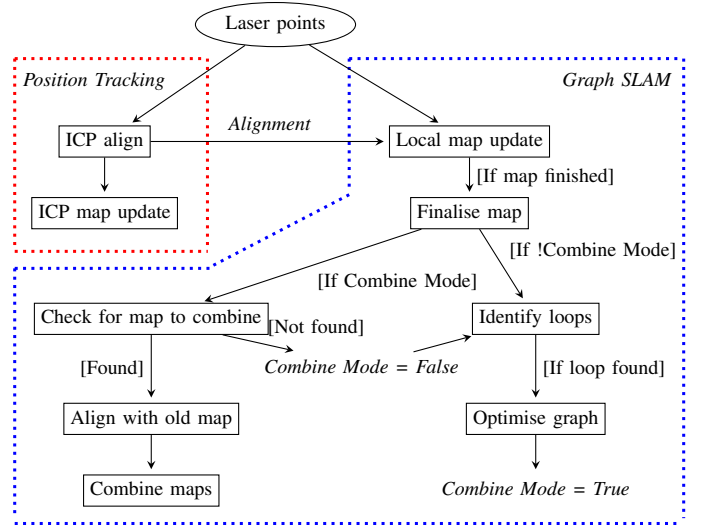 Laser points
Position Tracking
Graph SLAM
Alignment
ICP align
Local map update
[If map finished]
ICP map update
Finalise map
[If !Combine Mode]
[If Combine Mode]
Check for map to combine
[Not found]
Identify loops
[Found]
Combine Mode = False
[If loop found]
Align with old map
Optimise graph
Combine maps
Combine Mode = True